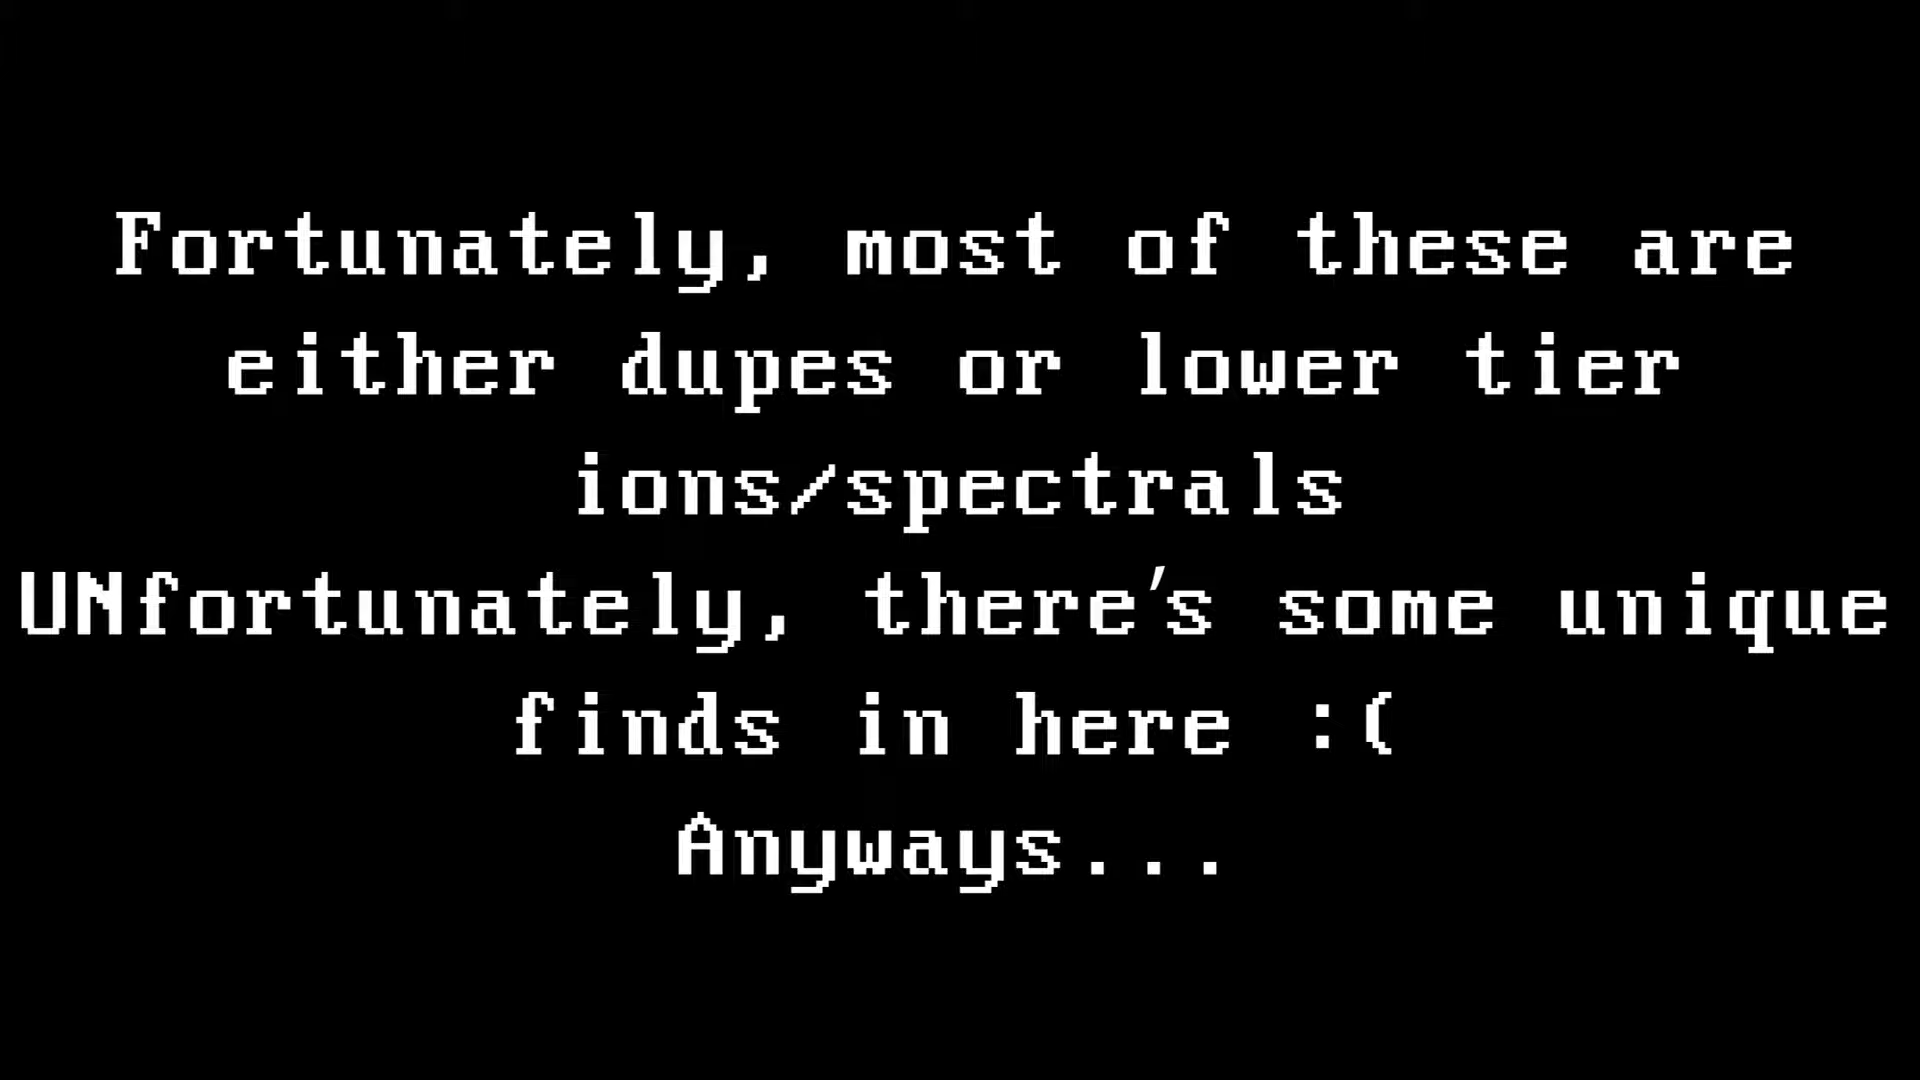 Fortunately, most of these are
either dupes or lower tier
ions/spectrals
UNfortunately, there's some unique
finds in here :(
Anyways...